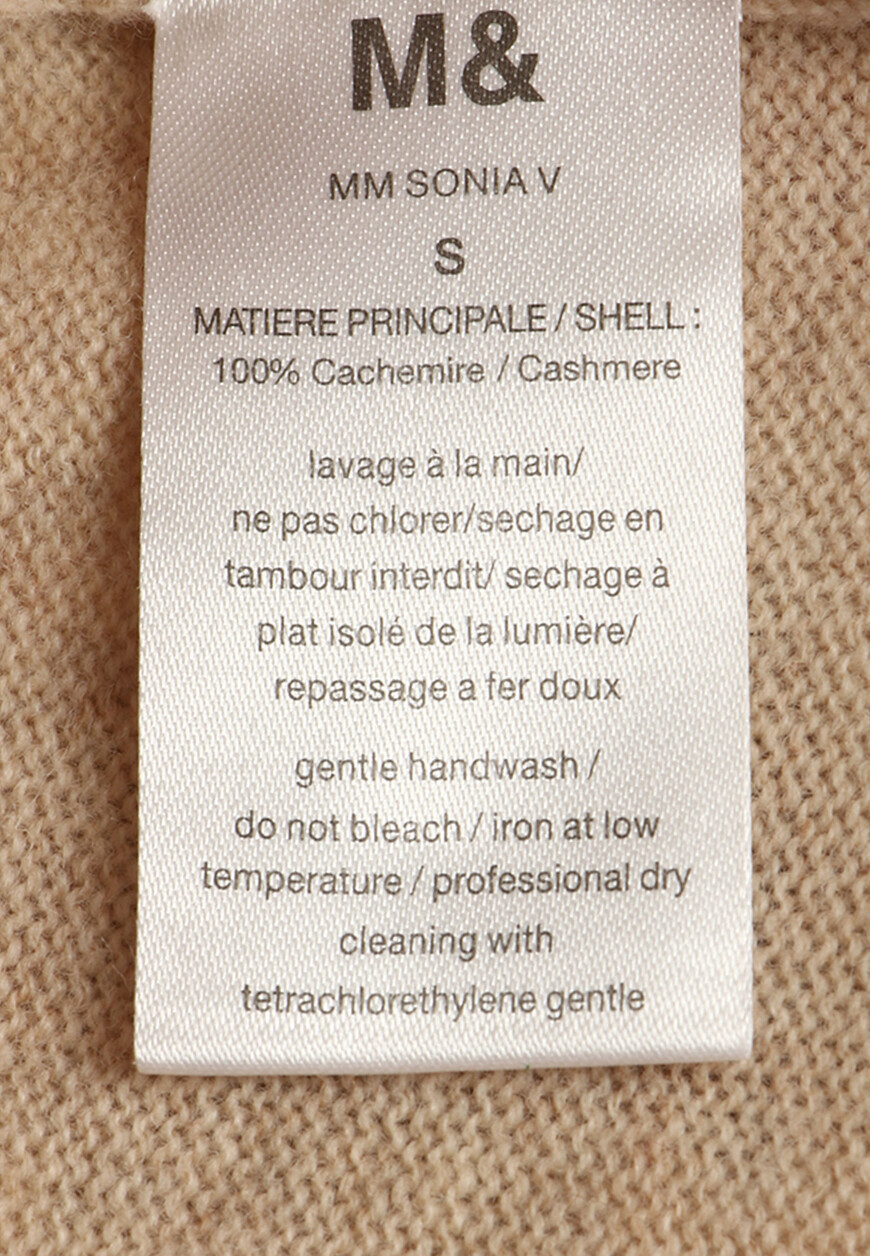 M&
MM SONIA V
S
MATIERE PRINCIPALE / SHELL :
100% Cachemire / Cashmere
lavage à la main/
ne pas chlorer/sechage en
tambour interdit/ sechage à
plat isolé de la lumière/
repassage a fer doux
gentle handwash /
do not bleach / iron at low
temperature / professional dry
cleaning with
tetrachlorethylene gentle